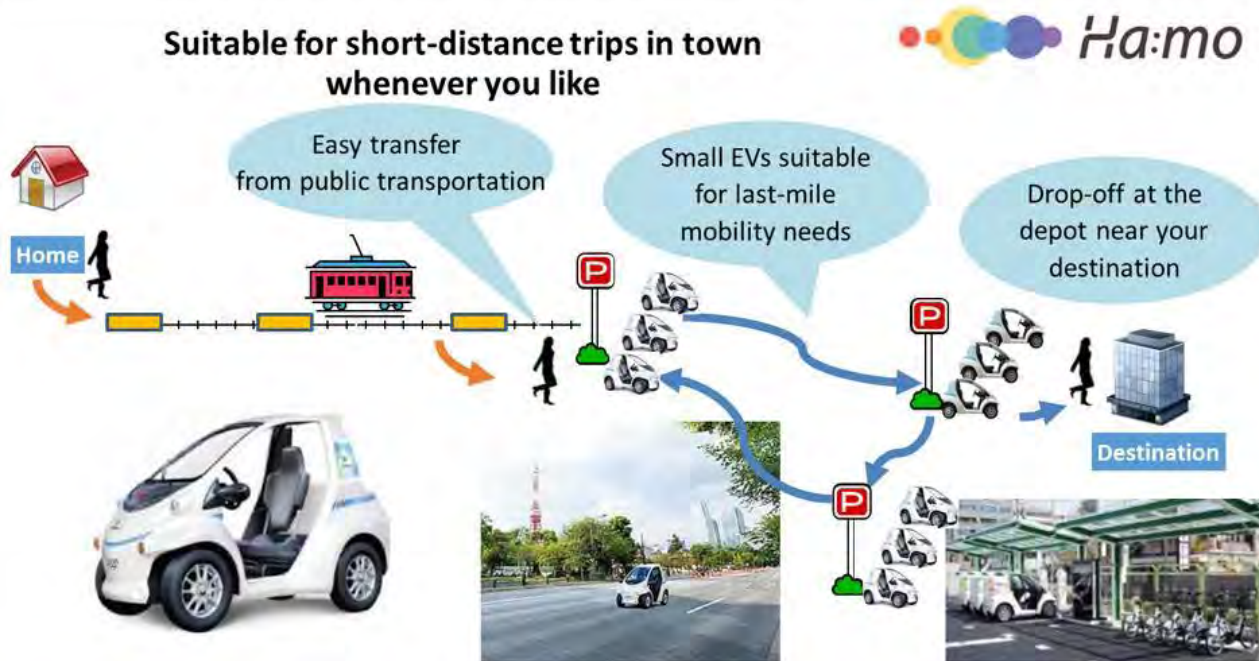 Suitable for short-distance trips in town
whenever you like
Ha:mo
Easy transfer
from public transportation
Small EVs suitable
for last-mile
mobility needs
Drop-off at the
depot near your
destination
Home
P
P
Destination
P